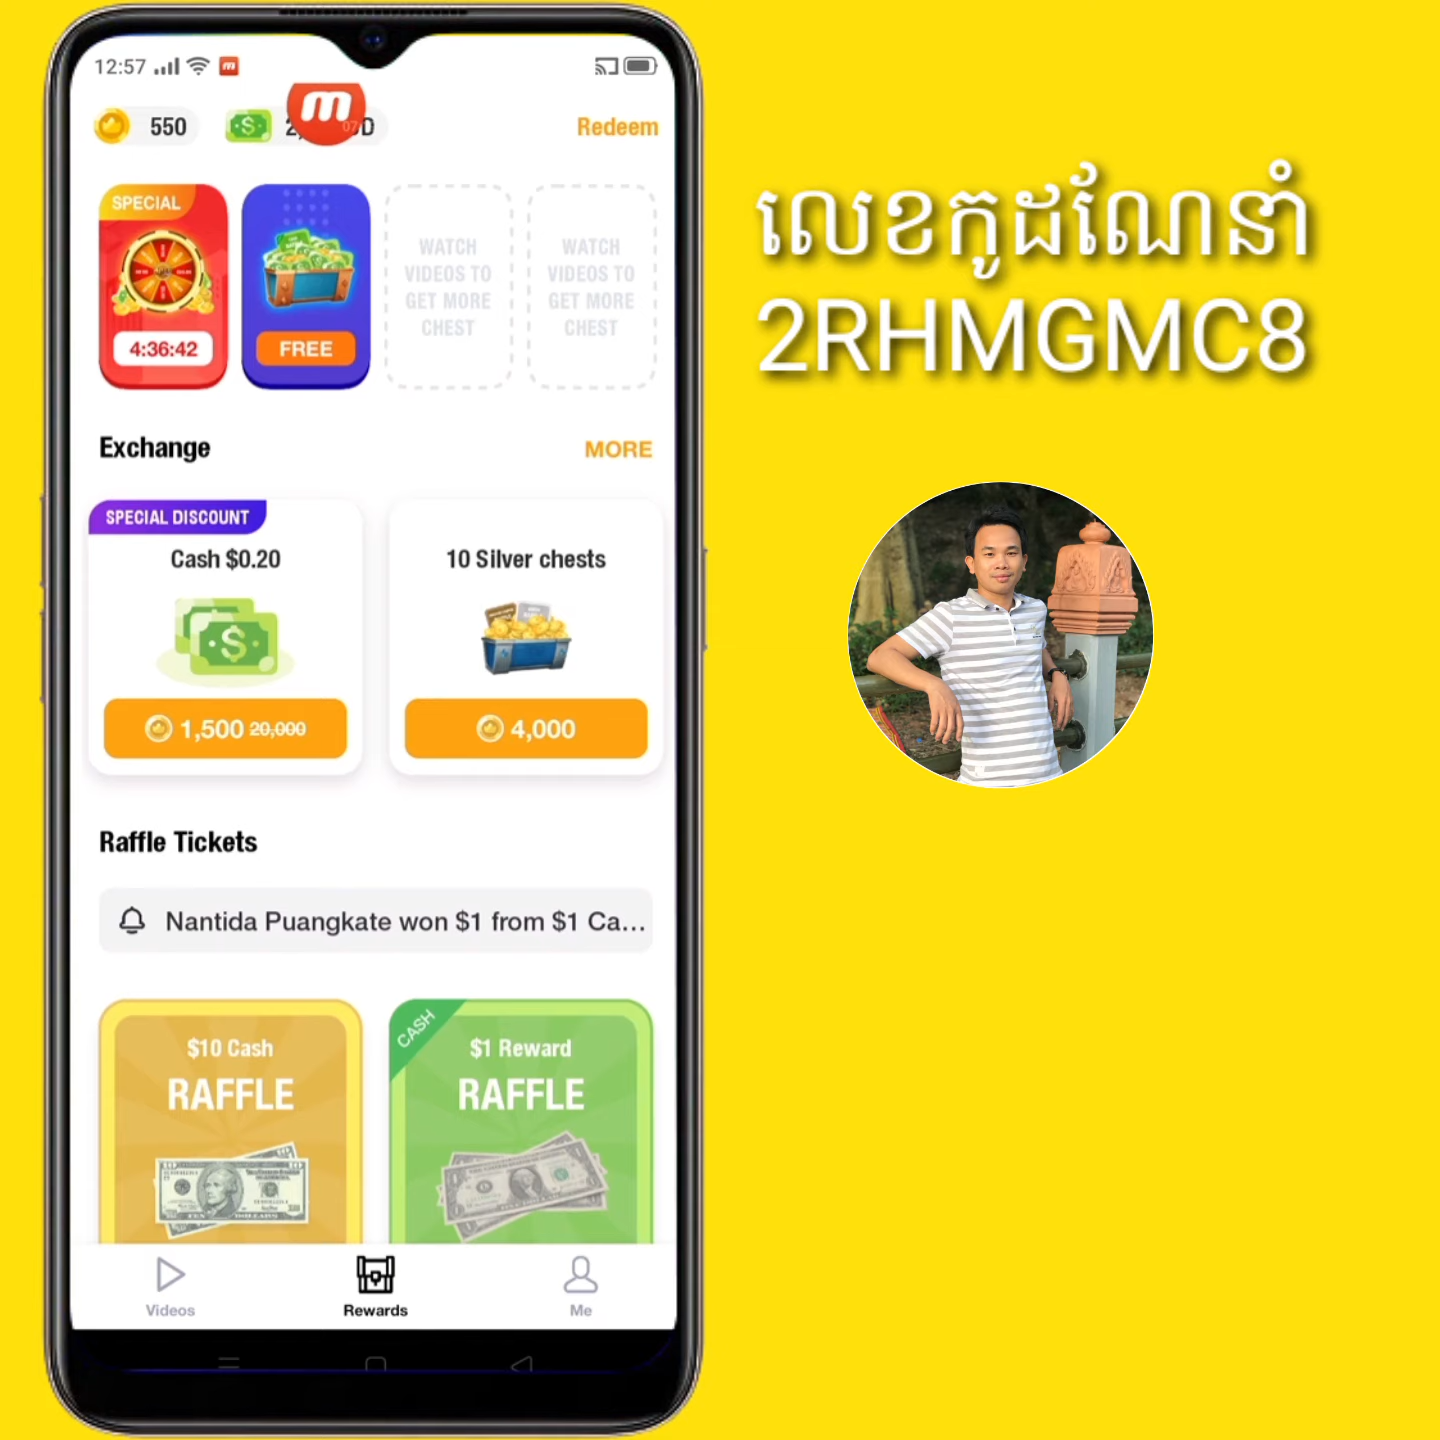 12:57
550
Redeem
SPECIAL
4:36:42
FREE
WATCH
VIDEOS TO
GET MORE
CHEST
WATCH
VIDEOS TO
GET MORE
CHEST
Exchange
MORE
SPECIAL DISCOUNT
Cash $0.20
1,500 20,000
10 Silver chests
4,000
Raffle Tickets
Nantida Puangkate won $1 from $1 Ca...
$10 Cash
RAFFLE
CASH
$1 Reward
RAFFLE
Videos
Rewards
Me
លេខកូដណែនាំ
2RHMGMC8